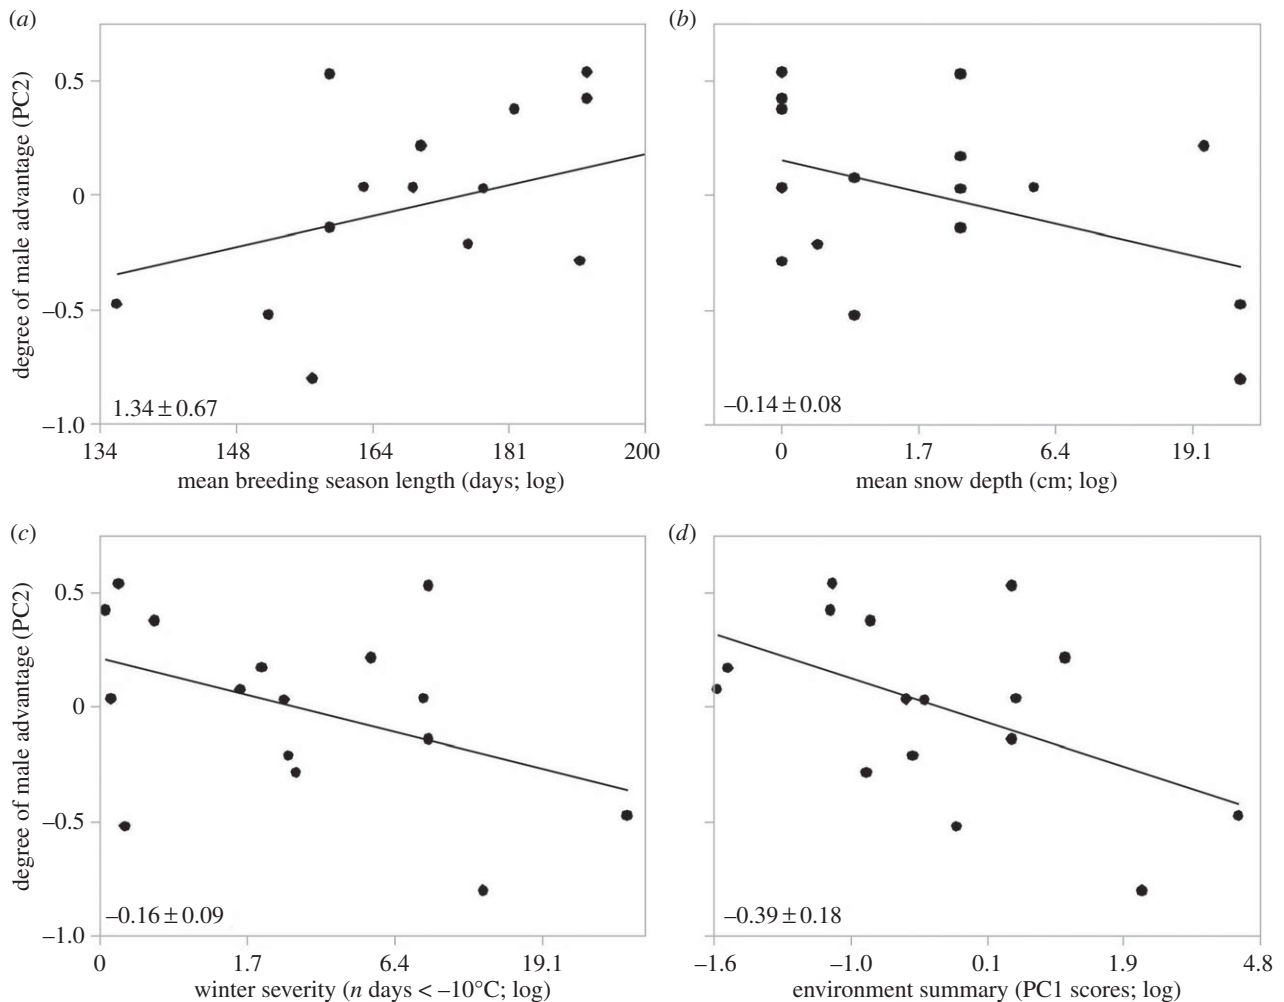 (a)
degree of male advantage (PC2)
0.5
0
–0.5
–1.0
1.34 ± 0.67
134 148 164 181 200
mean breeding season length (days; log)
(b)
–0.14 ± 0.08
0 1.7 6.4 19.1
mean snow depth (cm; log)
(c)
degree of male advantage (PC2)
0.5
0
–0.5
–1.0
–0.16 ± 0.09
0 1.7 6.4 19.1
winter severity (n days < –10°C; log)
(d)
–0.39 ± 0.18
–1.6 –1.0 0.1 1.9 4.8
environment summary (PC1 scores; log)